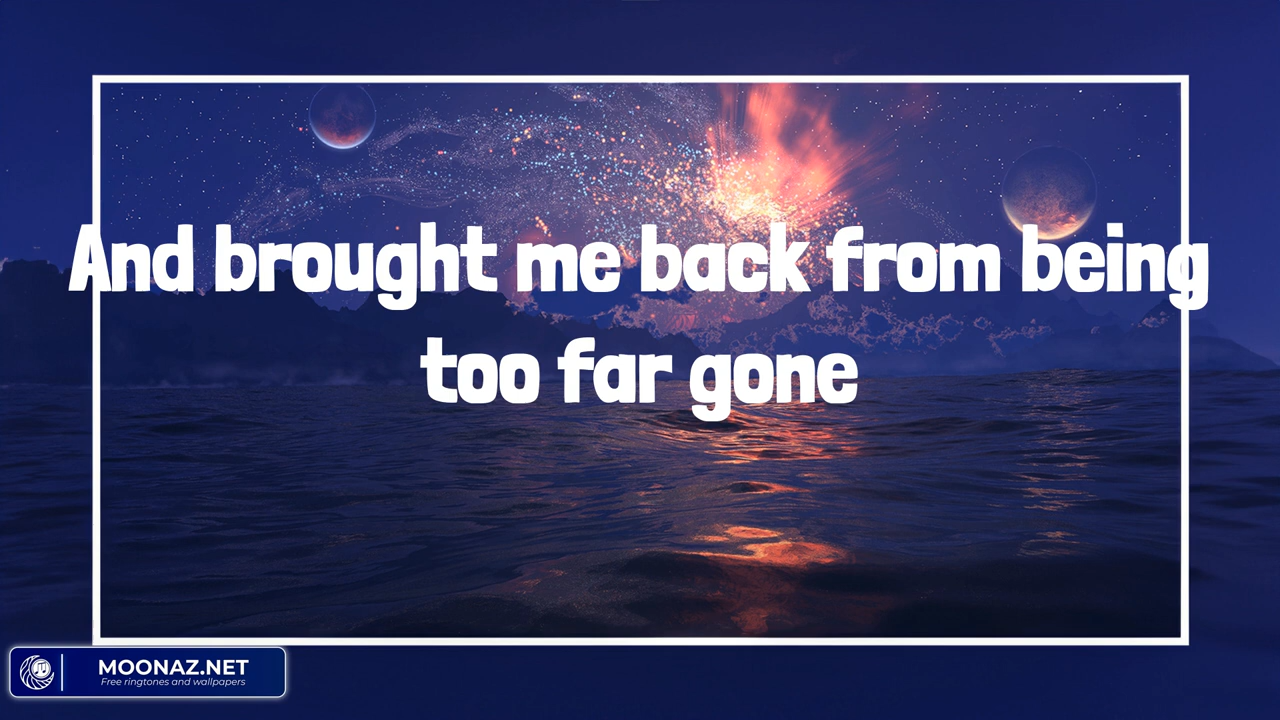 And brought me back from being
too far gone
MOONAZ.NET
Free ringtones and wallpapers